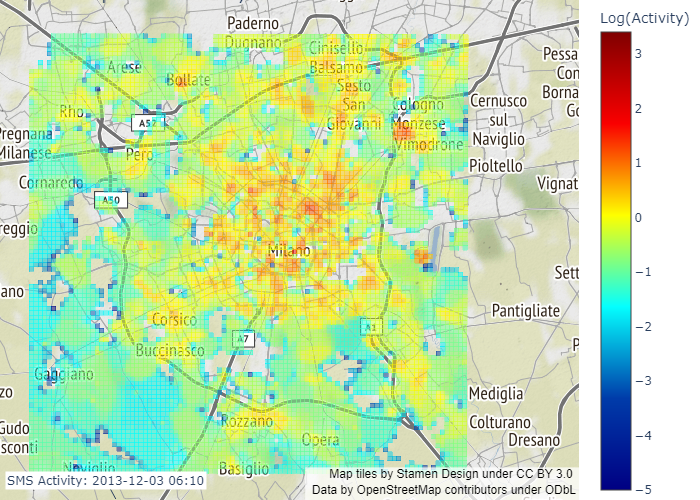 Paderno
Dugnano
Cinisello
Balsamo
Log(Activity)
Arese
Bollate
Sesto
San
Giovanni
Pessa
Con
Borna
Go
Rho
A52
Cologno
Monzese
Cernusco
sul
Naviglio
Pregnana
Milanese
Pero
Vimodrone
Pioltello
Cornaredo
A50
Vignat
reggio
Milano
Sett
ano
Pantigliate
Corsico
A7
A1
Buccinasco
P
Gaggiano
zo
Mediglia
Gudo
sconti
Rozzano
Opera
Colturano
Dresano
Naviglio
Basiglio
SMS Activity: 2013-12-03 06:10
Map tiles by Stamen Design under CC BY 3.0
Data by OpenStreetMap contributors under ODbL
3
2
1
0
−1
−2
−3
−4
−5